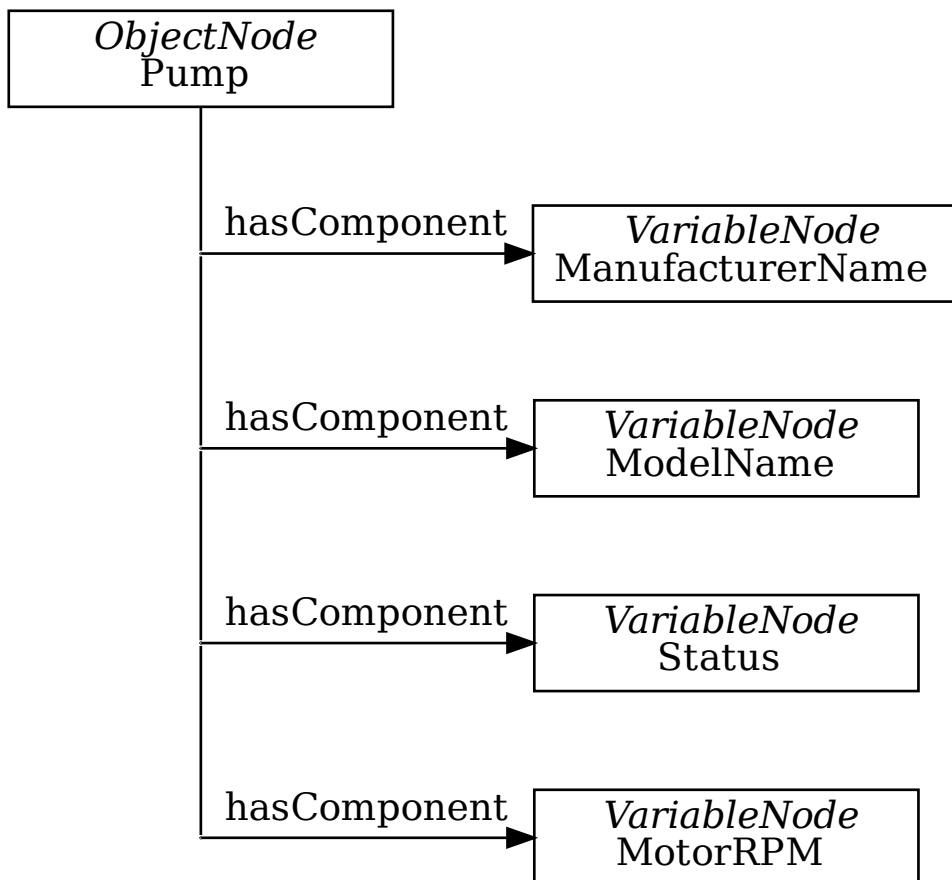 ObjectNode
Pump
hasComponent
VariableNode
ManufacturerName
hasComponent
VariableNode
ModelName
hasComponent
VariableNode
Status
hasComponent
VariableNode
MotorRPM